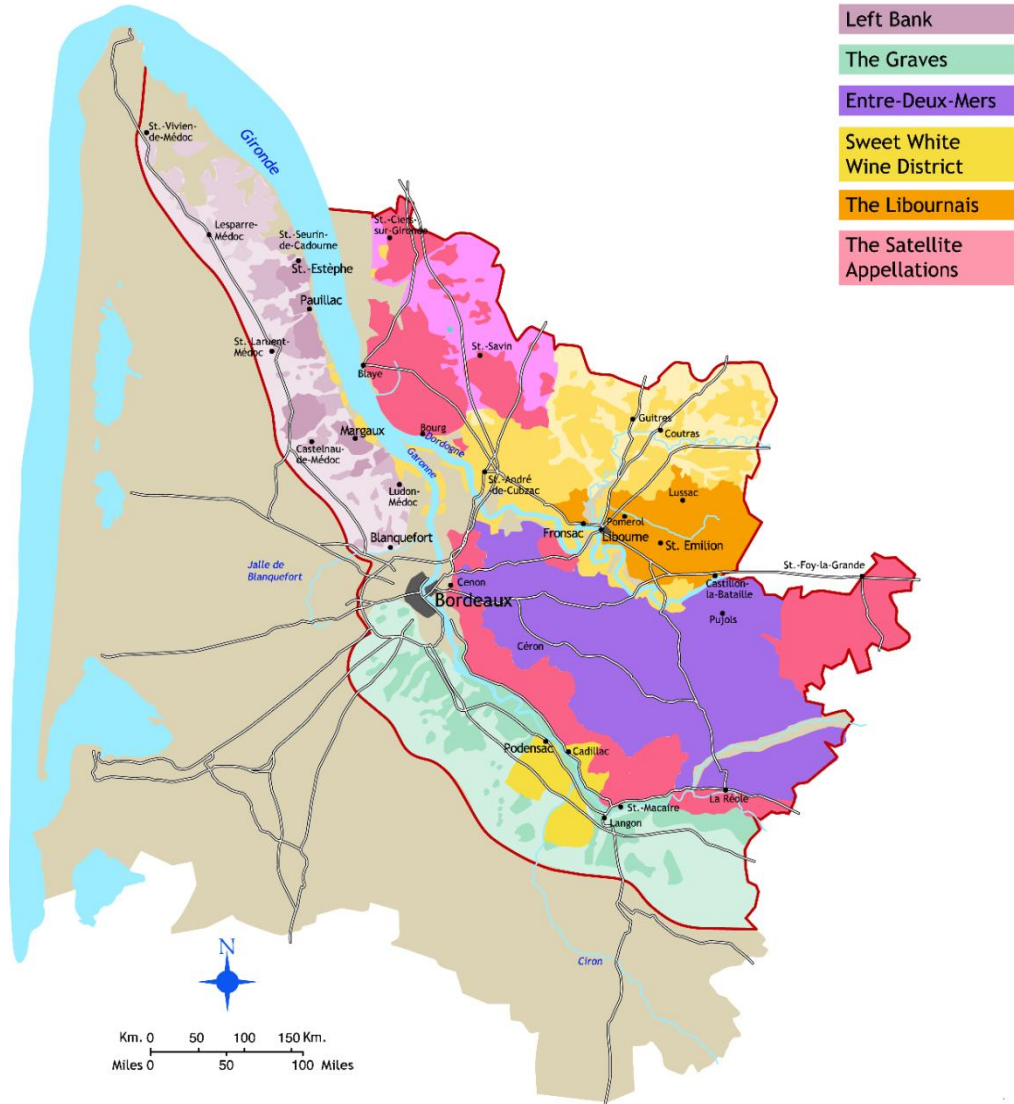 Left Bank
The Graves
Entre-Deux-Mers
Sweet White
Wine District
The Libournais
The Satellite
Appellations
St.-Vivien-
de-Médoc
Gironde
Lesparre-
Médoc
St.-Seurin-
de-Cadourne
St.-Estèphe
Pauillac
St.-Laruent-
Médoc
St.-Ciers-
sur-Gironde
St.-Savin
Blaye
Bourg
Dordogne
Garonne
Margaux
Castelnau-
de-Médoc
Ludon-
Médoc
St.-André
-de-Cubzac
Guitres
Coutras
Lussac
Pomerol
Fronsac
Libourne
St. Emilion
Blanquefort
Jalle de
Blanquefort
Cenon
Bordeaux
St.-Foy-la-Grande
Castillon-
la-Bataille
Pujols
Céron
Podensac
Cadillac
La Réole
St.-Macaire
Langon
Ciron
N
Km. 0 50 100 150 Km.
Miles 0 50 100 Miles